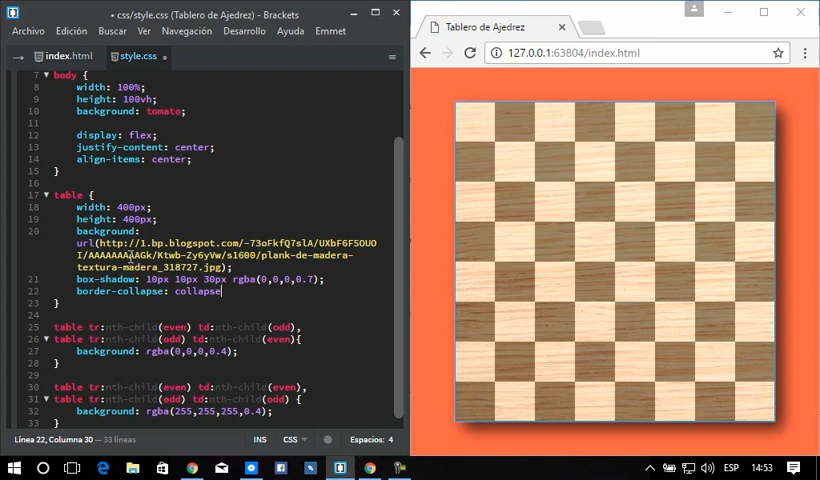 • css/style.css (Tablero de Ajedrez) - Brackets
Archivo Editar Buscar Ver Navegación Desarrollo Ayuda Emmet
index.html style.css •
7 body {
8 width: 100%;
9 height: 100vh;
10 background: tomato;
11
12 display: flex;
13 justify-content: center;
14 align-items: center;
15 }
16
17 table {
18 width: 400px;
19 height: 400px;
20 background:
url(http://1.bp.blogspot.com/-73oFkfQ7slA/UXbF6F5OUO
I/AAAAAAAAAGk/Ktwb-Zy6yVw/s1600/plank-de-madera-
textura-madera_318727.jpg);
21 box-shadow: 10px 10px 30px rgba(0,0,0,0.7);
22 border-collapse: collapse
23 }
24
25 table tr:nth-child(even) td:nth-child(odd),
26 table tr:nth-child(odd) td:nth-child(even){
27 background: rgba(0,0,0,0.4);
28 }
29
30 table tr:nth-child(even) td:nth-child(even),
31 table tr:nth-child(odd) td:nth-child(odd) {
32 background: rgba(255,255,255,0.4);
33 }
Línea 22, Columna 30 — 33 líneas INS CSS Espacios: 4
Tablero de Ajedrez
127.0.0.1:63804/index.html
ESP 14:53